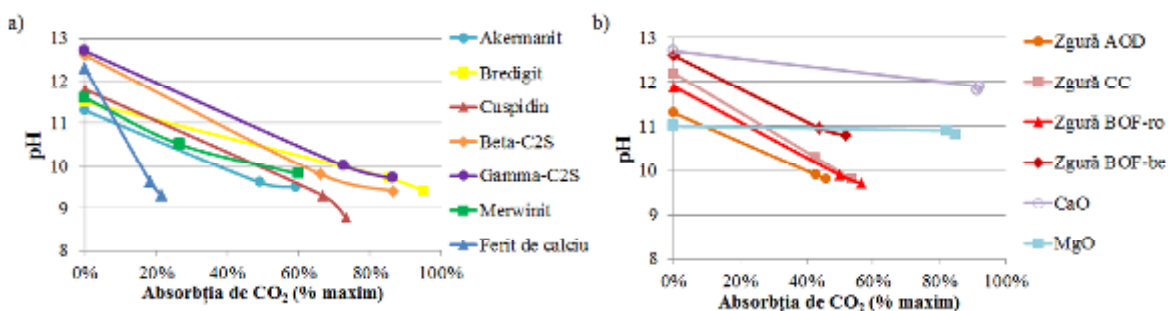 a)
13
12
11
10
9
8
pH
0%
20%
40%
60%
80%
100%
Absorbția de CO₂ (% maxim)
Akermanit
Bredigit
Cuspidin
Beta-C2S
Gamma-C2S
Merwinit
Ferit de calciu
b)
13
12
11
10
9
8
pH
0%
20%
40%
60%
80%
100%
Absorbția de CO₂ (% maxim)
Zgură AOD
Zgură CC
Zgură BOF-ro
Zgură BOF-be
CaO
MgO